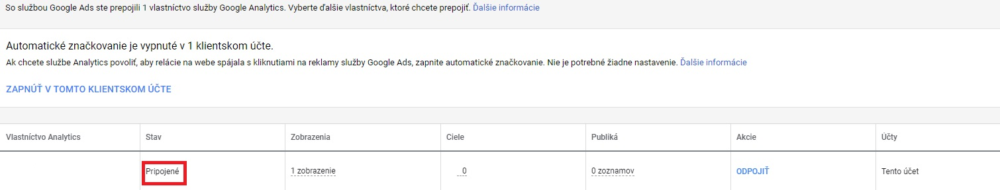 So službou Google Ads ste prepojili 1 vlastníctvo služby Google Analytics. Vyberte ďalšie vlastníctva, ktoré chcete prepojiť. Ďalšie informácie
Automatické značkovanie je vypnuté v 1 klientskom účte.
Ak chcete službe Analytics povoliť, aby relácie na webe spájala s kliknutiami na reklamy služby Google Ads, zapnite automatické značkovanie. Nie je potrebné žiadne nastavenie. Ďalšie informácie
ZAPNÚŤ V TOMTO KLIENTSKOM ÚČTE
Vlastníctvo Analytics Stav Zobrazenia Ciele Publiká Akcie Účty
Pripojené 1 zobrazenie 0 0 zoznamov ODPOJIŤ Tento účet